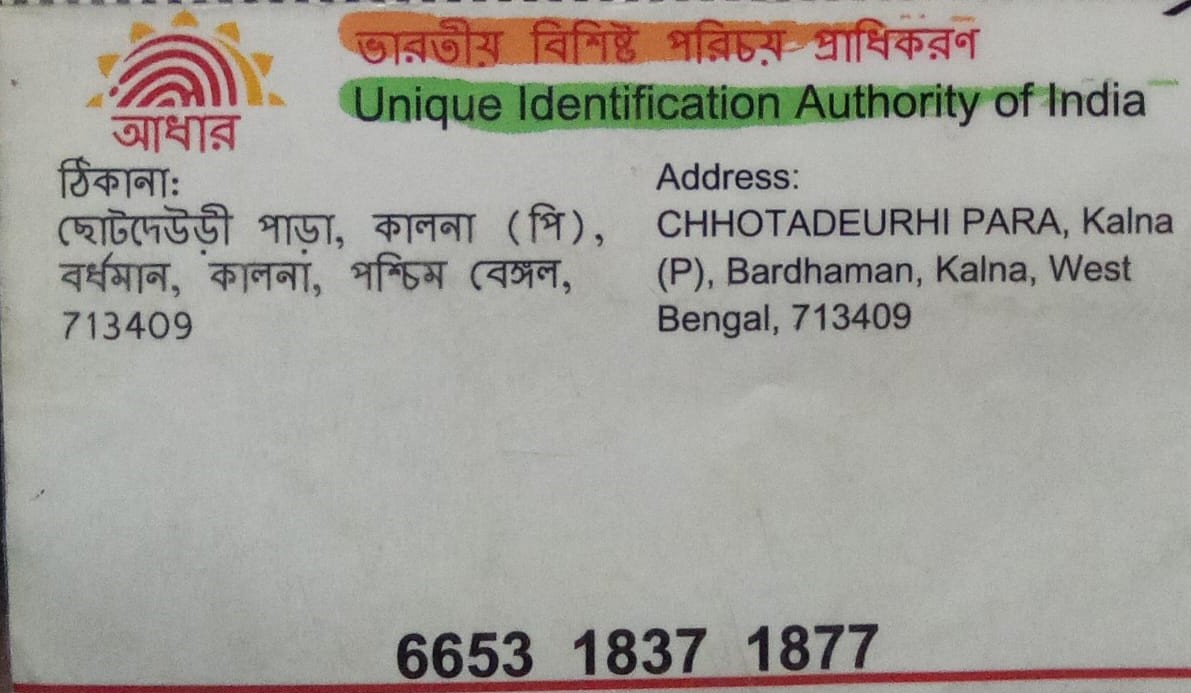 ভারতীয় বিশিষ্ট পরিচয় প্রাধিকরণ
Unique Identification Authority of India
আধার
ঠিকানা:
ছোটদেউড়ী পাড়া, কালনা (পি),
বর্ধমান, কালনা, পশ্চিম বেঙ্গল,
713409
Address:
CHHOTADEURHI PARA, Kalna
(P), Bardhaman, Kalna, West
Bengal, 713409
6653 1837 1877